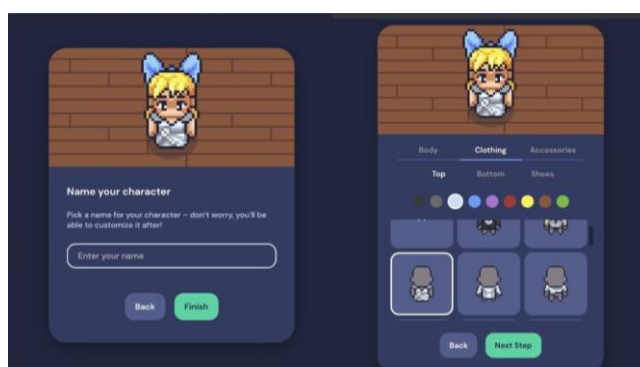 Name your character
Pick a name for your character – don't worry, you'll be
able to customize it after!
Enter your name
Back
Finish
Body
Clothing
Accessories
Top
Bottom
Shoes
Back
Next Step